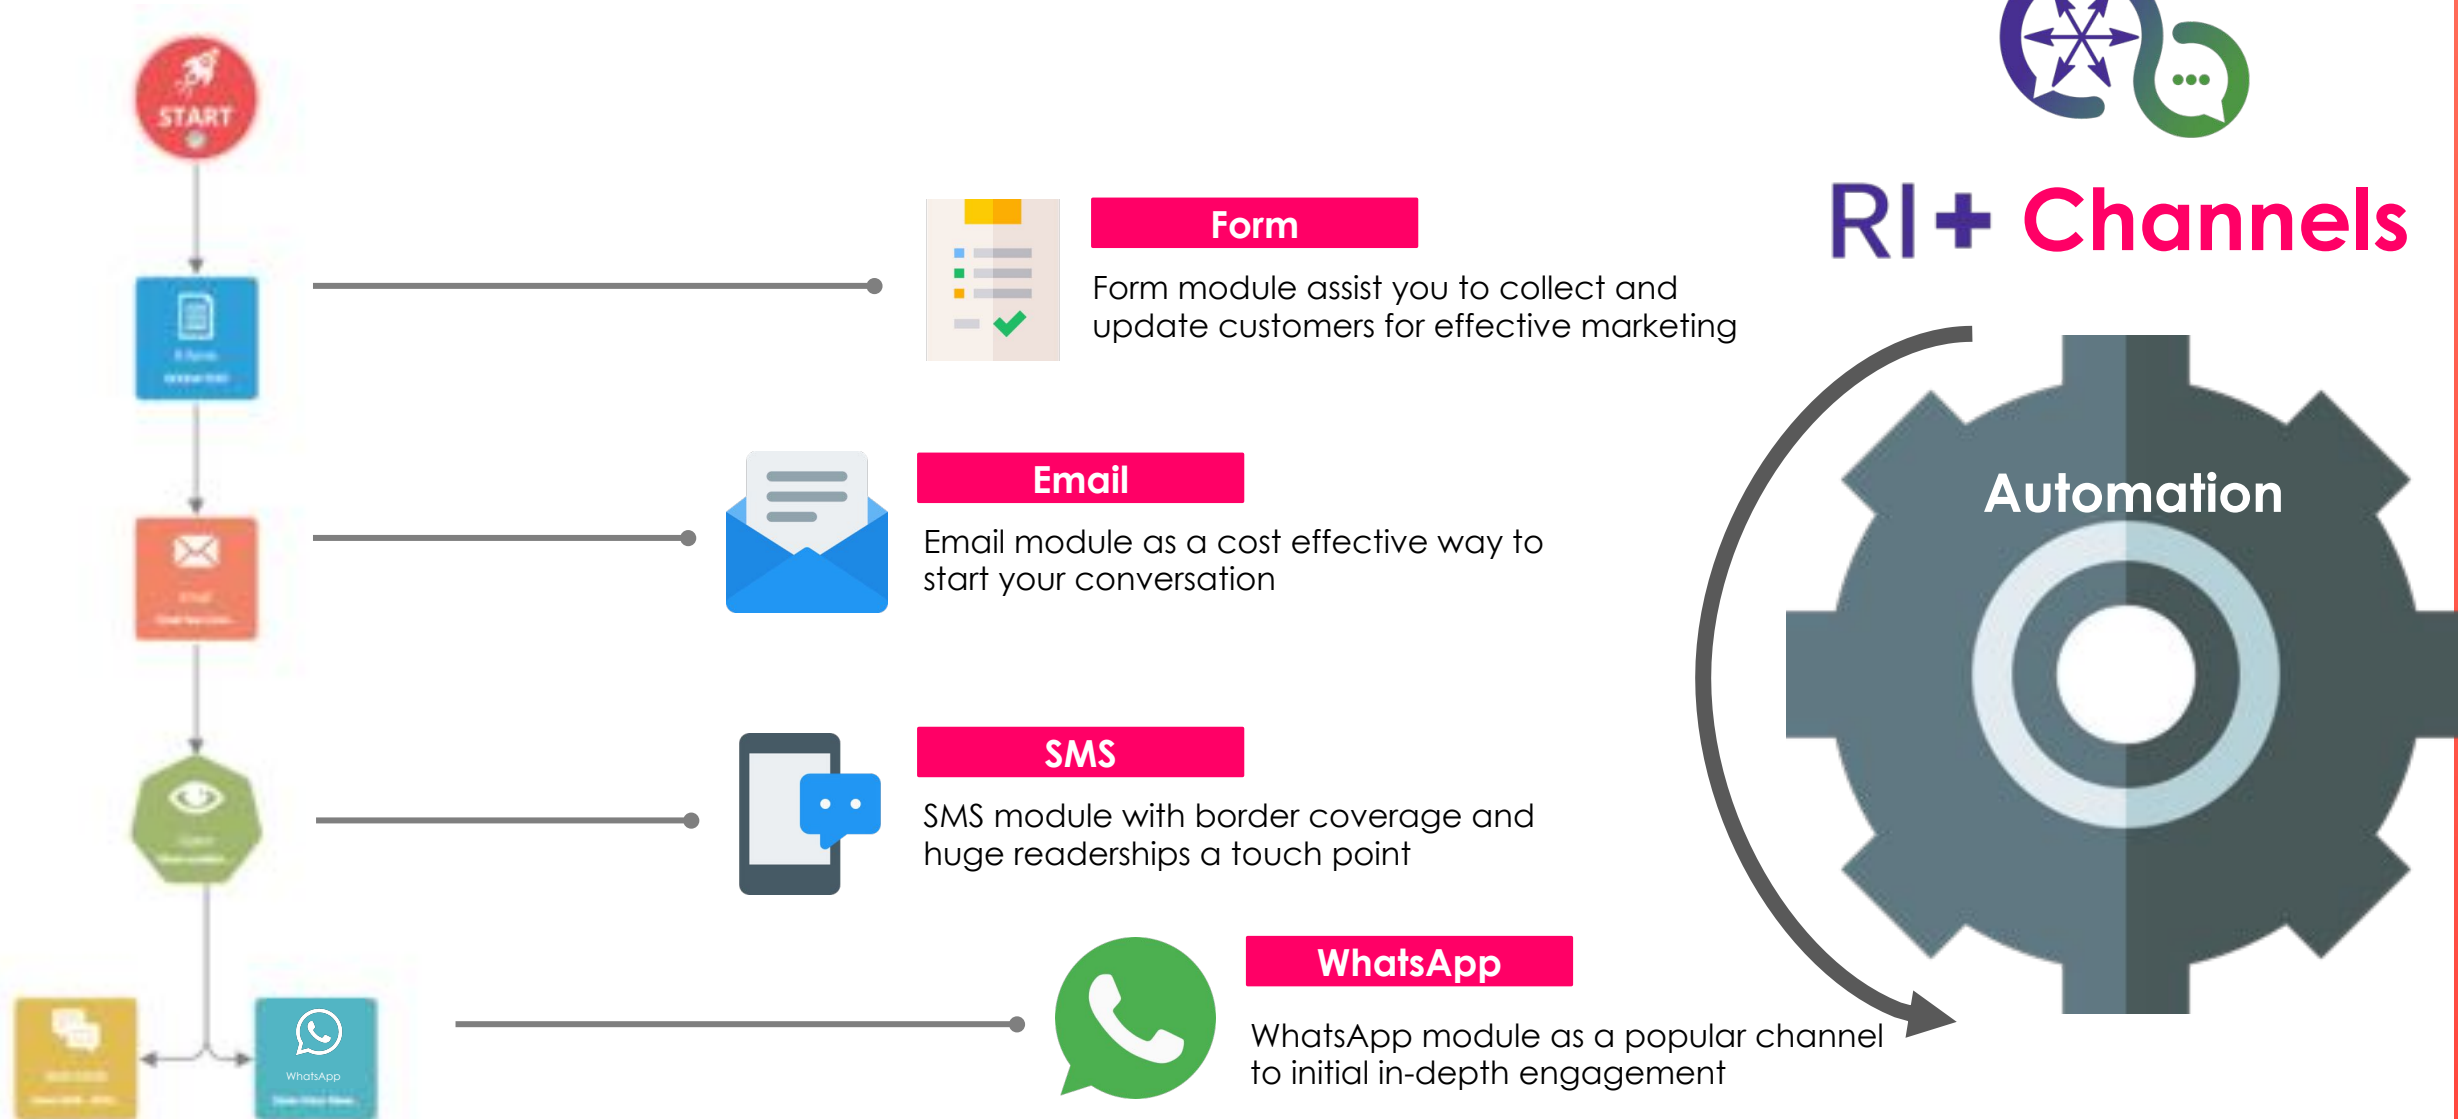 START
WhatsApp
Form
Form module assist you to collect and
update customers for effective marketing
Email
Email module as a cost effective way to
start your conversation
SMS
SMS module with border coverage and
huge readerships a touch point
WhatsApp
WhatsApp module as a popular channel
to initial in-depth engagement
RI+ Channels
Automation